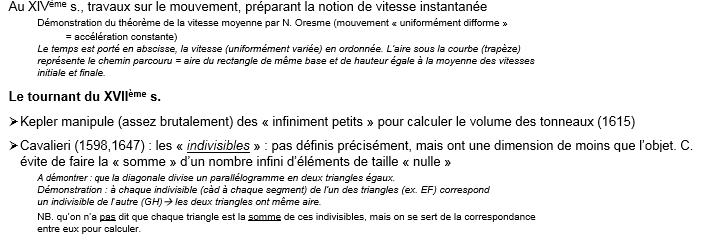 Au XIVème s., travaux sur le mouvement, préparant la notion de vitesse instantanée
Démonstration du théorème de la vitesse moyenne par N. Oresme (mouvement « uniformément difforme »
= accélération constante)
Le temps est porté en abscisse, la vitesse (uniformément variée) en ordonnée. L'aire sous la courbe (trapèze)
représente le chemin parcouru = aire du rectangle de même base et de hauteur égale à la moyenne des vitesses
initiale et finale.
Le tournant du XVIIème s.
➢ Kepler manipule (assez brutalement) des « infiniment petits » pour calculer le volume des tonneaux (1615)
➢ Cavalieri (1598,1647) : les « indivisibles » : pas définis précisément, mais ont une dimension de moins que l'objet. C.
évite de faire la « somme » d'un nombre infini d'éléments de taille « nulle »
A démontrer : que la diagonale divise un parallélogramme en deux triangles égaux.
Démonstration : à chaque indivisible (càd à chaque segment) de l'un des triangles (ex. EF) correspond
un indivisible de l'autre (GH)→ les deux triangles ont même aire.
NB. qu'on n'a pas dit que chaque triangle est la somme de ces indivisibles, mais on se sert de la correspondance
entre eux pour calculer.